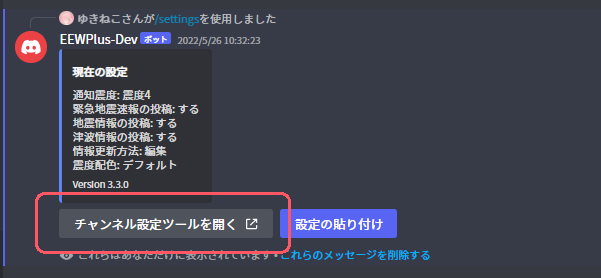 ゆきねこさんが/settingsを使用しました
EEWPlus-Dev ボット 2022/5/26 10:32:23
現在の設定
通知震度: 震度4
緊急地震速報の投稿: する
地震情報の投稿: する
津波情報の投稿: する
情報更新方法: 編集
震度配色: デフォルト
Version 3.3.0
チャンネル設定ツールを開く 設定の貼り付け
これらはあなただけに表示されています • これらのメッセージを削除する